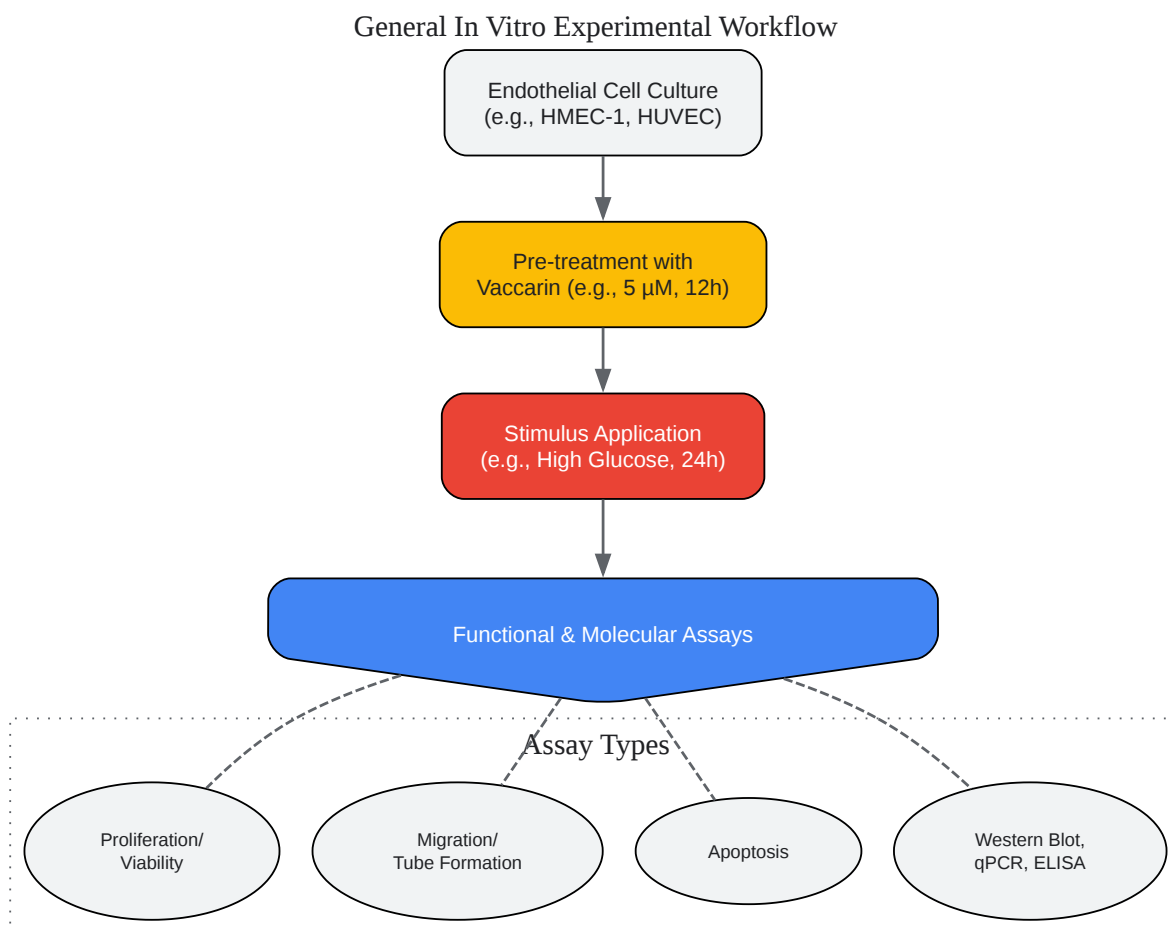 General In Vitro Experimental Workflow
Endothelial Cell Culture
(e.g., HMEC-1, HUVEC)
Pre-treatment with
Vaccarin (e.g., 5 µM, 12h)
Stimulus Application
(e.g., High Glucose, 24h)
Functional & Molecular Assays
Assay Types
Proliferation/
Viability
Migration/
Tube Formation
Apoptosis
Western Blot,
qPCR, ELISA